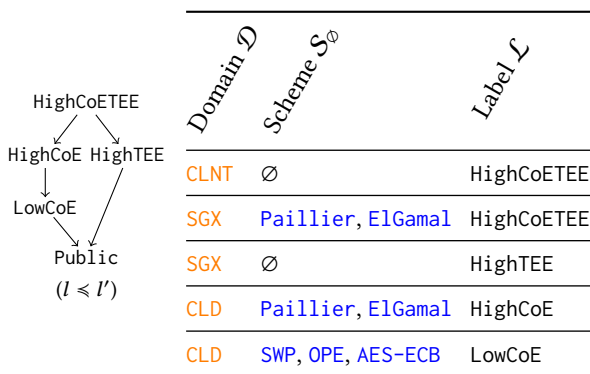 HighCoETEE
HighCoE HighTEE
LowCoE
Public
(l ≼ l′)
Domain 𝒟 Scheme 𝒮∅ Label ℒ
CLNT ∅ HighCoETEE
SGX Paillier, ElGamal HighCoETEE
SGX ∅ HighTEE
CLD Paillier, ElGamal HighCoE
CLD SWP, OPE, AES-ECB LowCoE